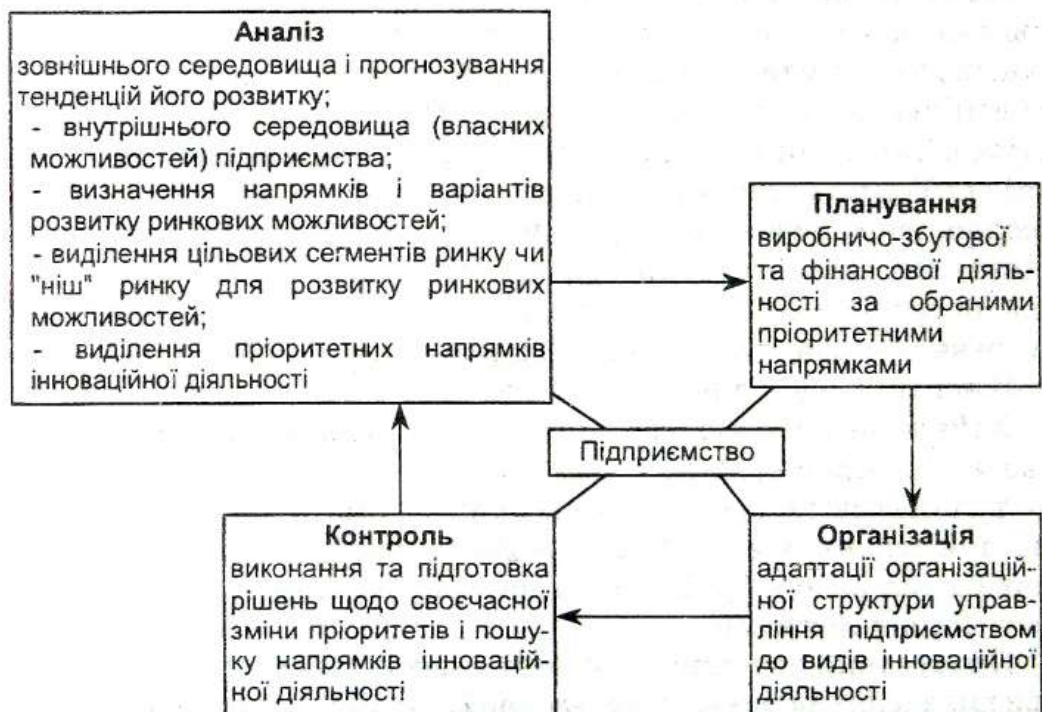 Аналіз
зовнішнього середовища і прогнозування
тенденцій його розвитку;
- внутрішнього середовища (власних
можливостей) підприємства;
- визначення напрямків і варіантів
розвитку ринкових можливостей;
- виділення цільових сегментів ринку чи
"ніш" ринку для розвитку ринкових
можливостей;
- виділення пріоритетних напрямків
інноваційної діяльності
Планування
виробничо-збутової
та фінансової діяль-
ності за обраними
пріоритетними
напрямками
Підприємство
Контроль
виконання та підготовка
рішень щодо своєчасної
зміни пріоритетів і пошу-
ку напрямків інновацій-
ної діяльності
Організація
адаптації організацій-
ної структури управ-
ління підприємством
до видів інноваційної
діяльності